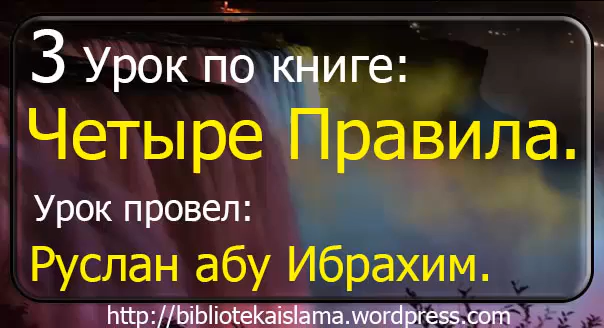 3 Урок по книге:
Четыре Правила.
Урок провел:
Руслан абу Ибрахим.
http://bibliotekaislama.wordpress.com